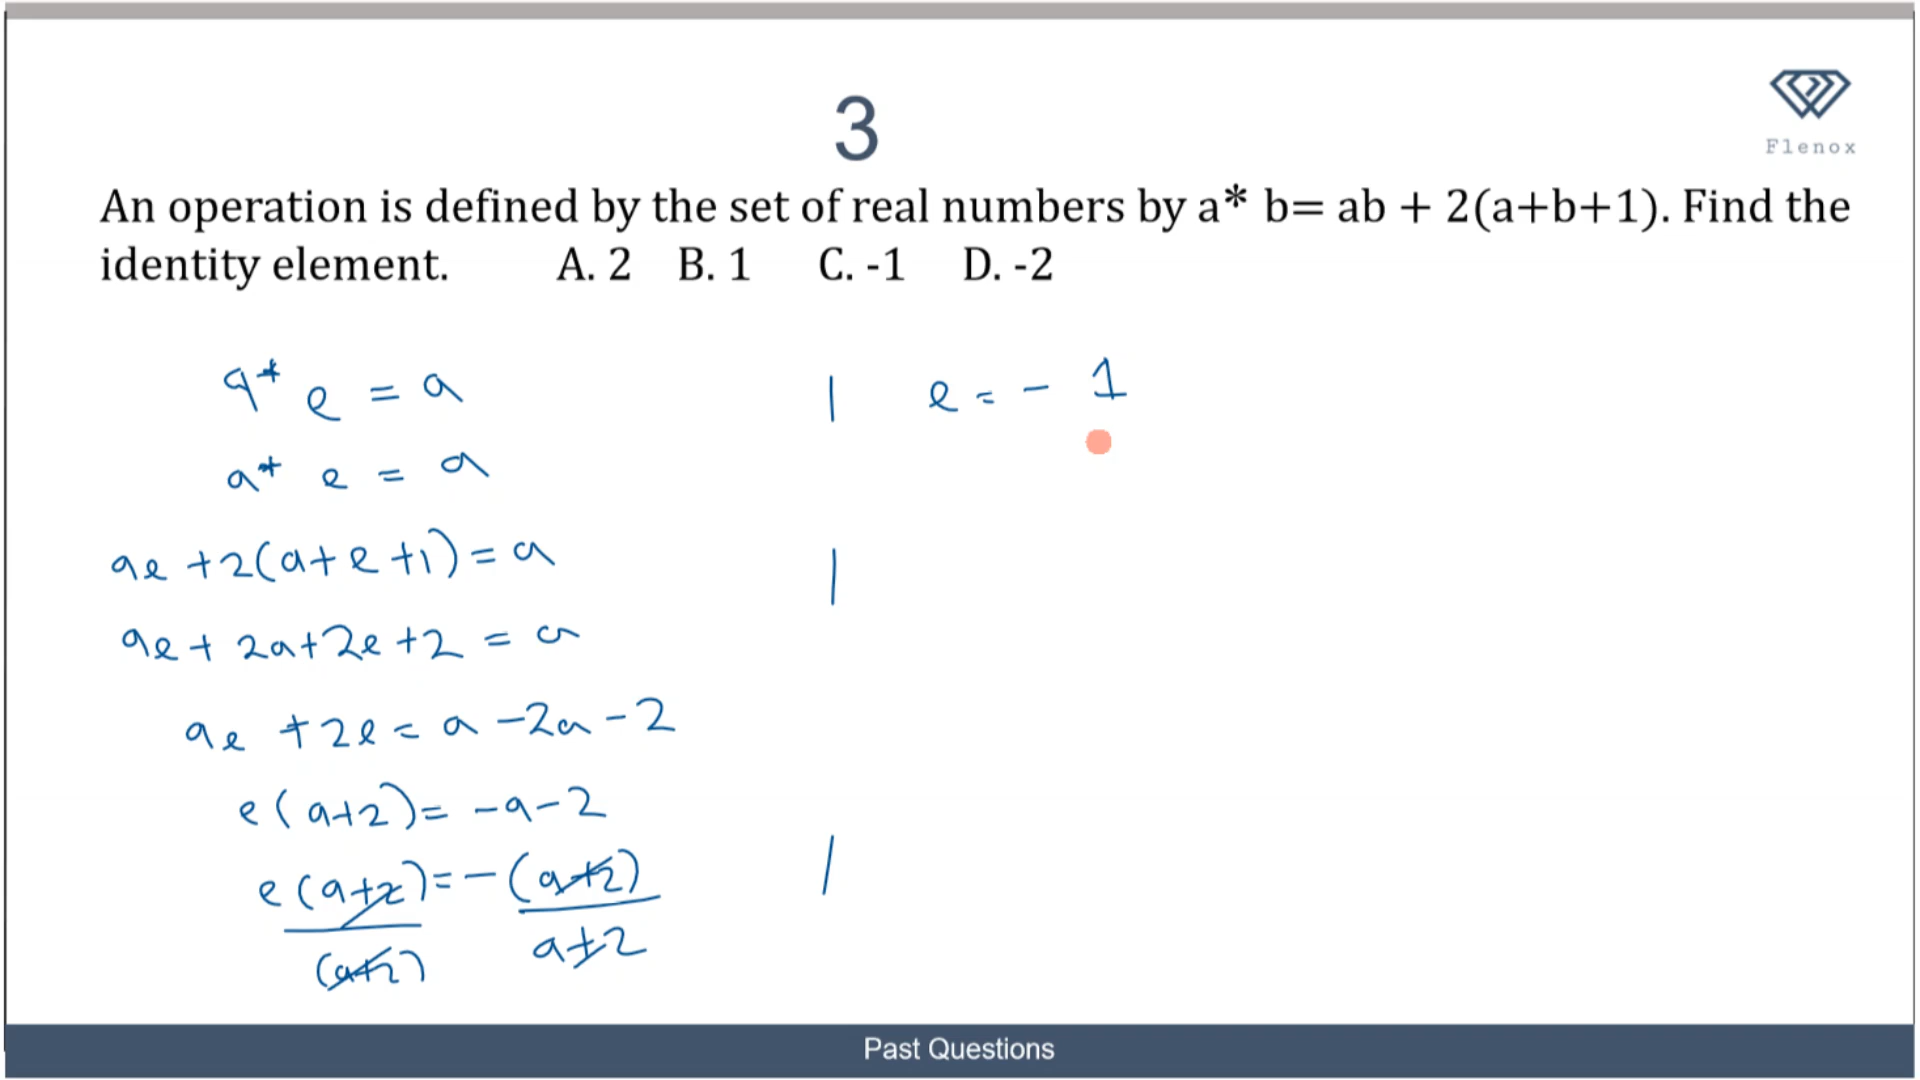 3
Flenox
An operation is defined by the set of real numbers by a* b= ab + 2(a+b+1). Find the
identity element. A. 2 B. 1 C. -1 D. -2
a* e = a
a* e = a
ae +2(a+e+1) = a
ae + 2a+2e+2 = a
ae +2e = a -2a -2
e(a+2) = -a-2
e(a+2) = -(a+2)
(a+2) a+2
e = - 1
Past Questions